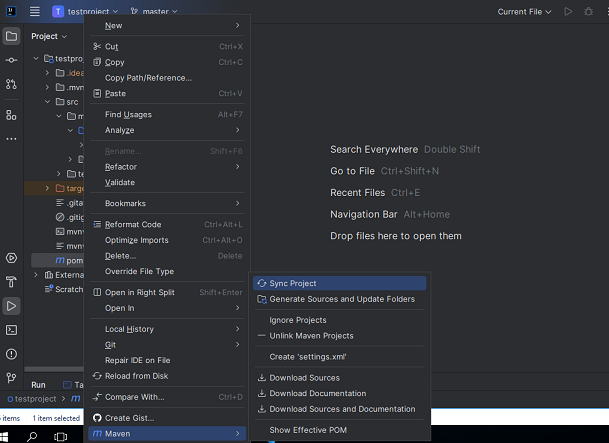 T testproject master Current File
Project
testproj
.idea
.mvn
src
m
te
targe
.gita
.gitig
mvnv
mvnv
pom
External
Scratch
New
Cut Ctrl+X
Copy Ctrl+C
Copy Path/Reference...
Paste Ctrl+V
Find Usages Alt+F7
Analyze
Rename... Shift+F6
Refactor
Validate
Bookmarks
Reformat Code Ctrl+Alt+L
Optimize Imports Ctrl+Alt+O
Delete... Delete
Override File Type
Open in Right Split Shift+Enter
Open In
Local History
Git
Repair IDE on File
Reload from Disk
Compare With... Ctrl+D
Create Gist...
Maven
Sync Project
Generate Sources and Update Folders
Ignore Projects
Unlink Maven Projects
Create 'settings.xml'
Download Sources
Download Documentation
Download Sources and Documentation
Show Effective POM
Search Everywhere Double Shift
Go to File Ctrl+Shift+N
Recent Files Ctrl+E
Navigation Bar Alt+Home
Drop files here to open them
Run Ta
testproject m
items 1 item selected